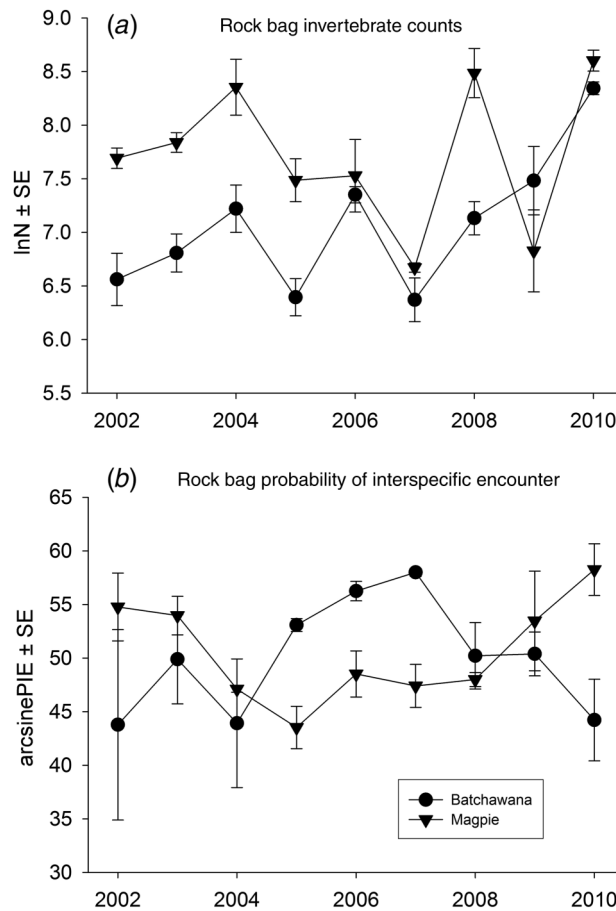 (a) Rock bag invertebrate counts
lnN ± SE
9.0
8.5
8.0
7.5
7.0
6.5
6.0
5.5
2002 2004 2006 2008 2010
(b) Rock bag probability of interspecific encounter
arcsinePIE ± SE
65
60
55
50
45
40
35
30
Batchawana
Magpie
2002 2004 2006 2008 2010